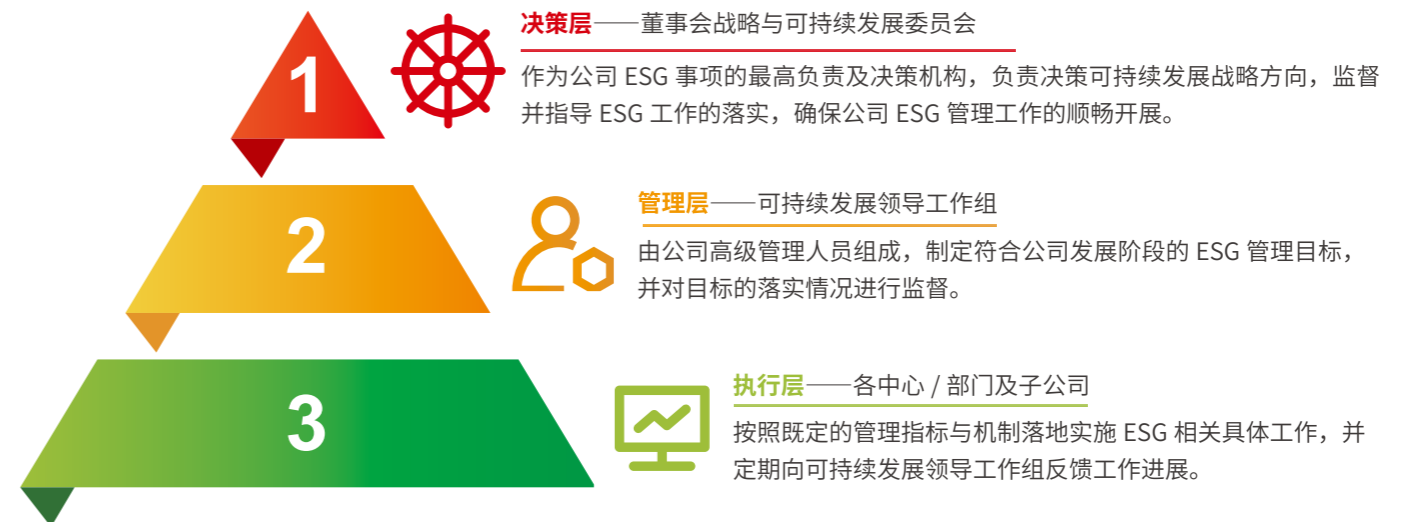 1
决策层——董事会战略与可持续发展委员会
作为公司 ESG 事项的最高负责及决策机构，负责决策可持续发展战略方向，监督
并指导 ESG 工作的落实，确保公司 ESG 管理工作的顺畅开展。
2
管理层——可持续发展领导工作组
由公司高级管理人员组成，制定符合公司发展阶段的 ESG 管理目标，
并对目标的落实情况进行监督。
3
执行层——各中心 / 部门及子公司
按照既定的管理指标与机制落地实施 ESG 相关具体工作，并
定期向可持续发展领导工作组反馈工作进展。